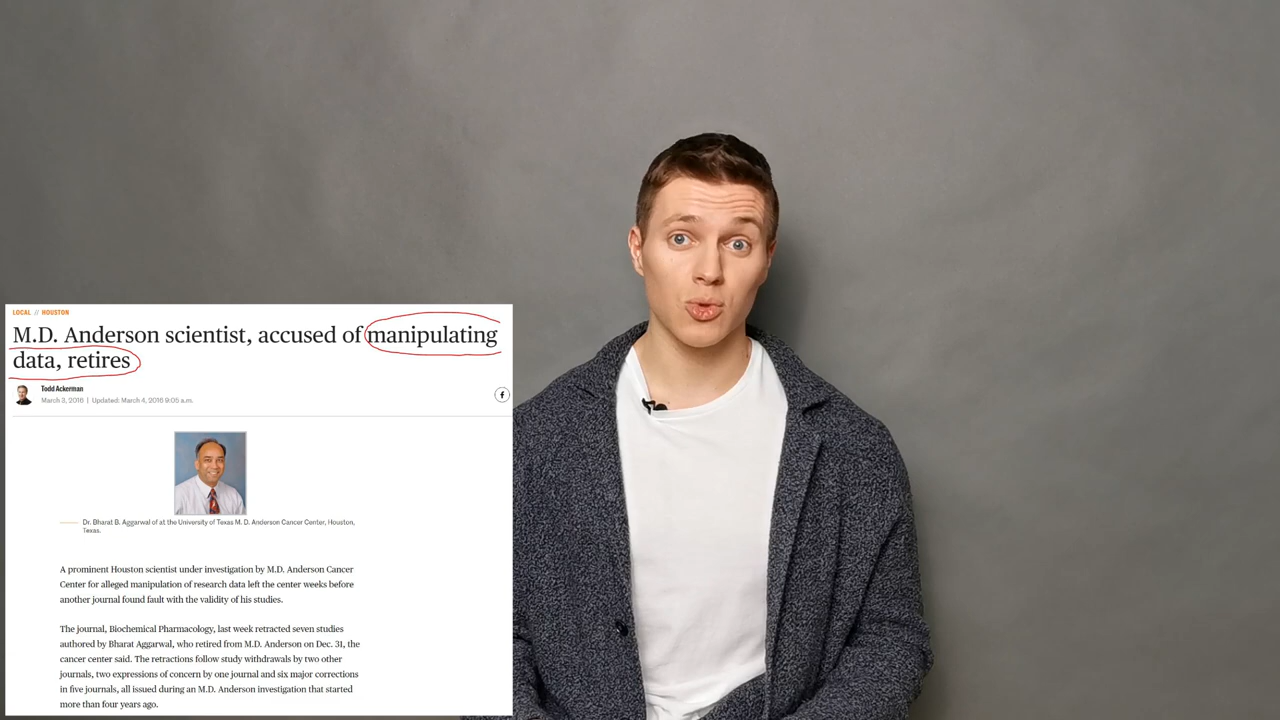 LOCAL // HOUSTON
M.D. Anderson scientist, accused of manipulating
data, retires
Todd Ackerman
March 3, 2016 | Updated: March 4, 2016 9:05 a.m.
Dr. Bharat B. Aggarwal of at the University of Texas M. D. Anderson Cancer Center, Houston,
Texas.
A prominent Houston scientist under investigation by M.D. Anderson Cancer
Center for alleged manipulation of research data left the center weeks before
another journal found fault with the validity of his studies.
The journal, Biochemical Pharmacology, last week retracted seven studies
authored by Bharat Aggarwal, who retired from M.D. Anderson on Dec. 31, the
cancer center said. The retractions follow study withdrawals by two other
journals, two expressions of concern by one journal and six major corrections
in five journals, all issued during an M.D. Anderson investigation that started
more than four years ago.